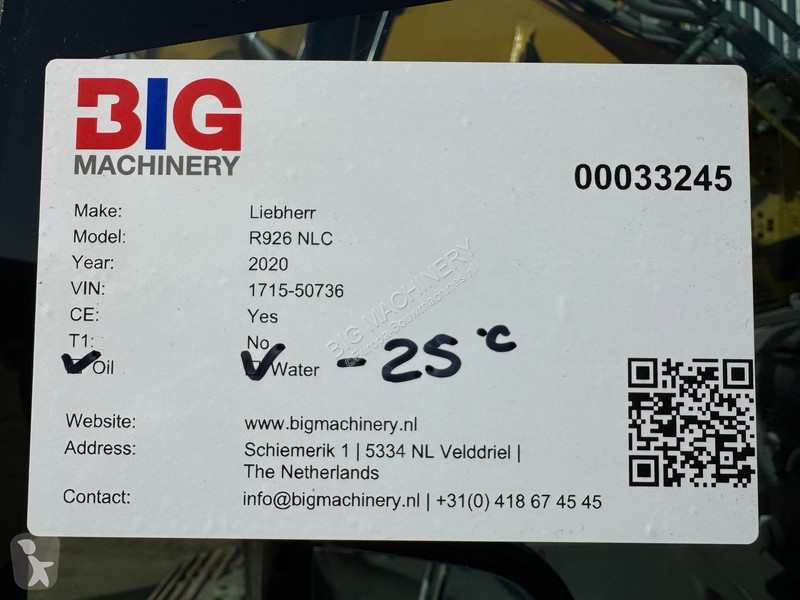 BIG
MACHINERY
00033245
Make: Liebherr
Model: R926 NLC
Year: 2020
VIN: 1715-50736
CE: Yes
T1: No
Oil Water -25 °C
Website: www.bigmachinery.nl
Address: Schiemerik 1 | 5334 NL Velddriel |
The Netherlands
Contact: info@bigmachinery.nl | +31(0) 418 67 45 45
BIG MACHINERY